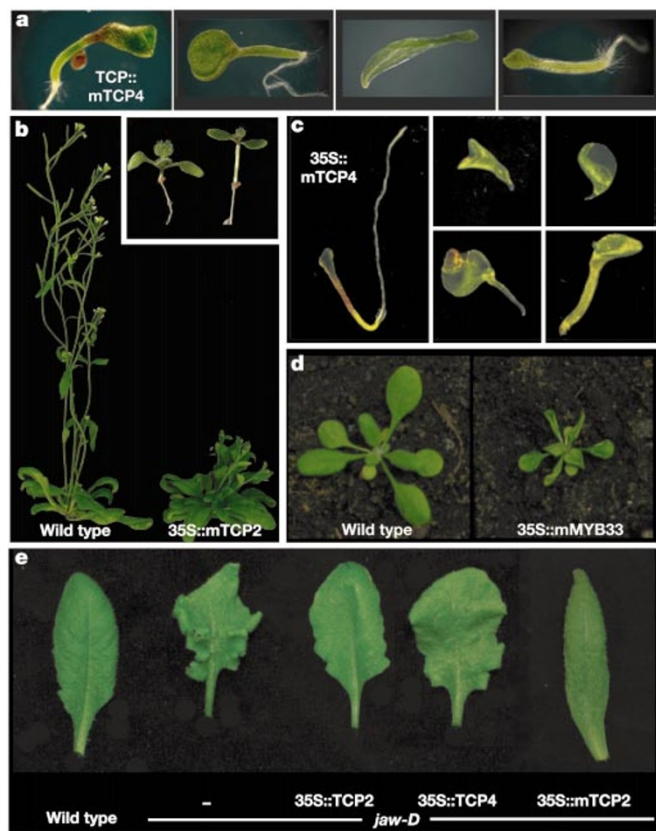 a
TCP::
mTCP4
b
c
35S::
mTCP4
Wild type 35S::mTCP2
d
Wild type 35S::mMYB33
e
– 35S::TCP2 35S::TCP4 35S::mTCP2
Wild type jaw-D